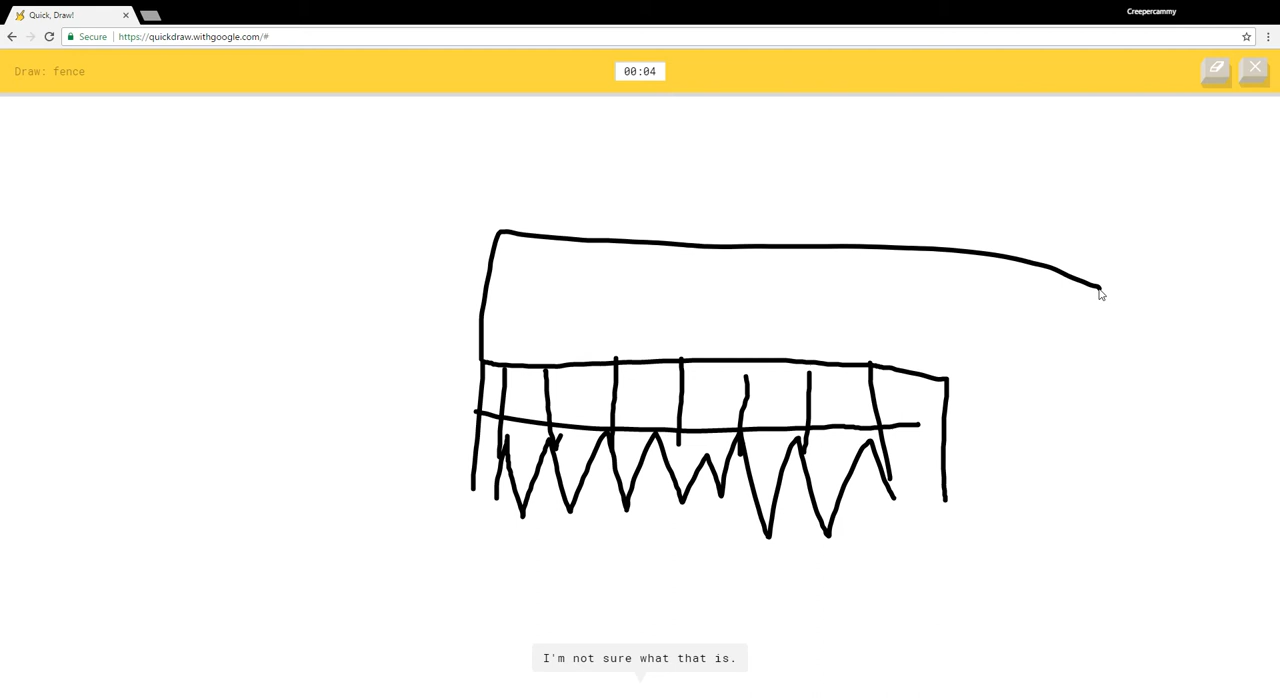 Quick, Draw!
Creepercammy
Secure https://quickdraw.withgoogle.com/#
Draw: fence
00:04
I'm not sure what that is.